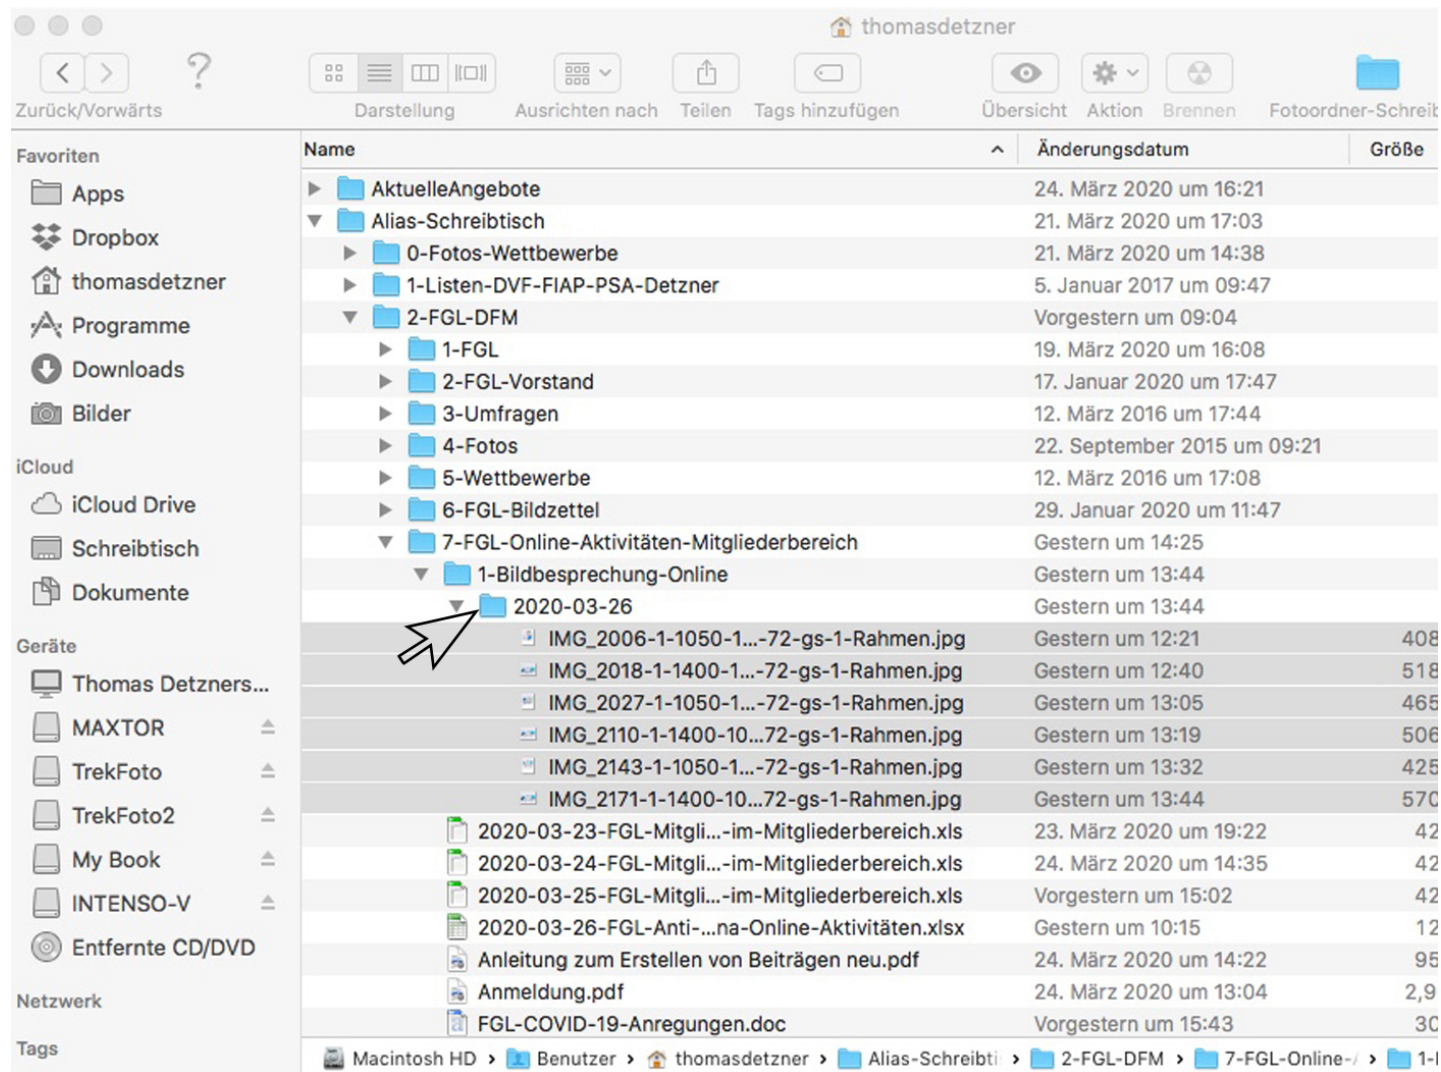 thomasdetzner
Zurück/Vorwärts Darstellung Ausrichten nach Teilen Tags hinzufügen Übersicht Aktion Brennen Fotoordner-Schreib
Favoriten
Apps
Dropbox
thomasdetzner
Programme
Downloads
Bilder
iCloud
iCloud Drive
Schreibtisch
Dokumente
Geräte
Thomas Detzners...
MAXTOR
TrekFoto
TrekFoto2
My Book
INTENSO-V
Entfernte CD/DVD
Netzwerk
Tags
Name Änderungsdatum Größe
AktuelleAngebote 24. März 2020 um 16:21
Alias-Schreibtisch 21. März 2020 um 17:03
0-Fotos-Wettbewerbe 21. März 2020 um 14:38
1-Listen-DVF-FIAP-PSA-Detzner 5. Januar 2017 um 09:47
2-FGL-DFM Vorgestern um 09:04
1-FGL 19. März 2020 um 16:08
2-FGL-Vorstand 17. Januar 2020 um 17:47
3-Umfragen 12. März 2016 um 17:44
4-Fotos 22. September 2015 um 09:21
5-Wettbewerbe 12. März 2016 um 17:08
6-FGL-Bildzettel 29. Januar 2020 um 11:47
7-FGL-Online-Aktivitäten-Mitgliederbereich Gestern um 14:25
1-Bildbesprechung-Online Gestern um 13:44
2020-03-26 Gestern um 13:44
IMG_2006-1-1050-1...-72-gs-1-Rahmen.jpg Gestern um 12:21 408
IMG_2018-1-1400-1...-72-gs-1-Rahmen.jpg Gestern um 12:40 518
IMG_2027-1-1050-1...-72-gs-1-Rahmen.jpg Gestern um 13:05 465
IMG_2110-1-1400-10...72-gs-1-Rahmen.jpg Gestern um 13:19 506
IMG_2143-1-1050-1...-72-gs-1-Rahmen.jpg Gestern um 13:32 425
IMG_2171-1-1400-10...72-gs-1-Rahmen.jpg Gestern um 13:44 570
2020-03-23-FGL-Mitgli...-im-Mitgliederbereich.xls 23. März 2020 um 19:22 42
2020-03-24-FGL-Mitgli...-im-Mitgliederbereich.xls 24. März 2020 um 14:35 42
2020-03-25-FGL-Mitgli...-im-Mitgliederbereich.xls Vorgestern um 15:02 42
2020-03-26-FGL-Anti-...na-Online-Aktivitäten.xlsx Gestern um 10:15 12
Anleitung zum Erstellen von Beiträgen neu.pdf 24. März 2020 um 14:22 95
Anmeldung.pdf 24. März 2020 um 13:04 2,9
FGL-COVID-19-Anregungen.doc Vorgestern um 15:43 30
Macintosh HD › Benutzer › thomasdetzner › Alias-Schreibti › 2-FGL-DFM › 7-FGL-Online- › 1-